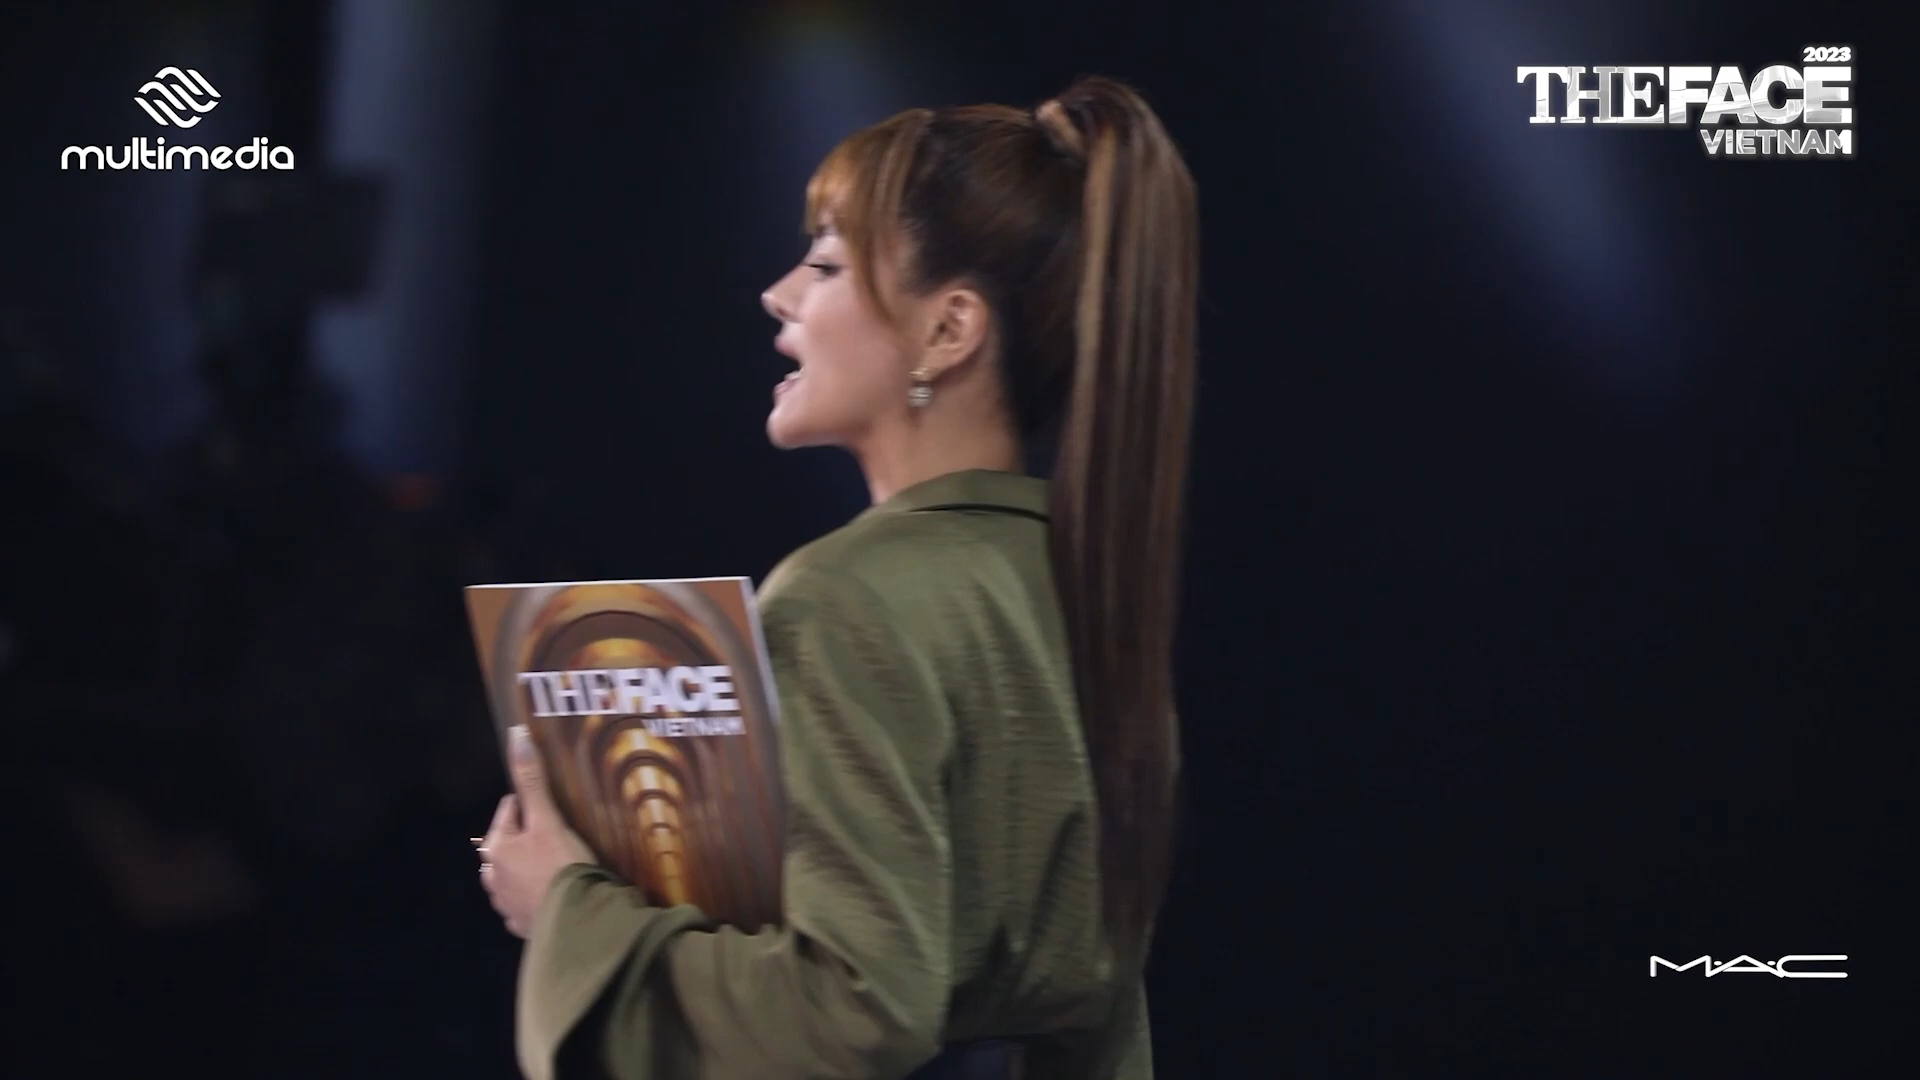 multimedia
2023
THE FACE
VIETNAM
THE FACE
VIETNAM
M·A·C